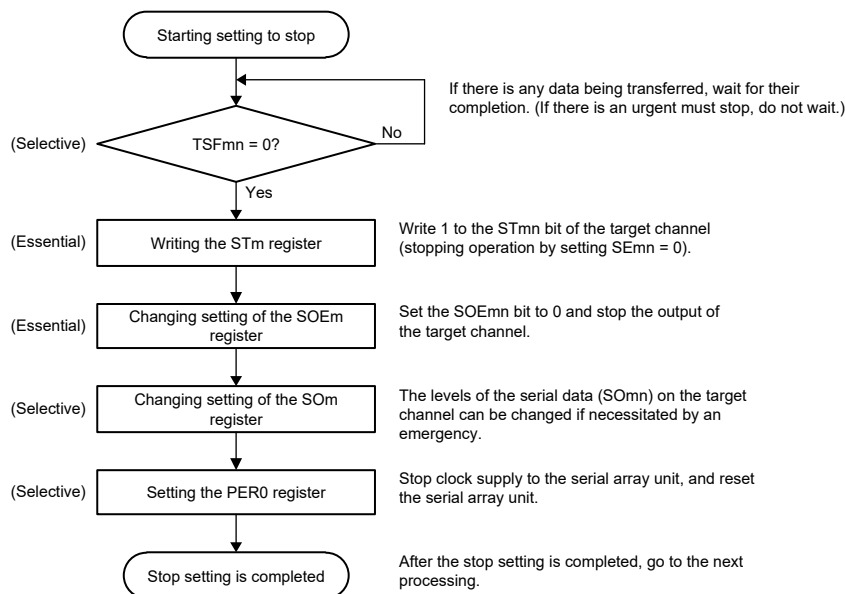 Starting setting to stop
If there is any data being transferred, wait for their
completion. (If there is an urgent must stop, do not wait.)
(Selective)
TSFmn = 0?
No
Yes
(Essential)
Writing the STm register
Write 1 to the STmn bit of the target channel
(stopping operation by setting SEmn = 0).
(Essential)
Changing setting of the SOEm
register
Set the SOEmn bit to 0 and stop the output of
the target channel.
(Selective)
Changing setting of the SOm
register
The levels of the serial data (SOmn) on the target
channel can be changed if necessitated by an
emergency.
(Selective)
Setting the PER0 register
Stop clock supply to the serial array unit, and reset
the serial array unit.
Stop setting is completed
After the stop setting is completed, go to the next
processing.